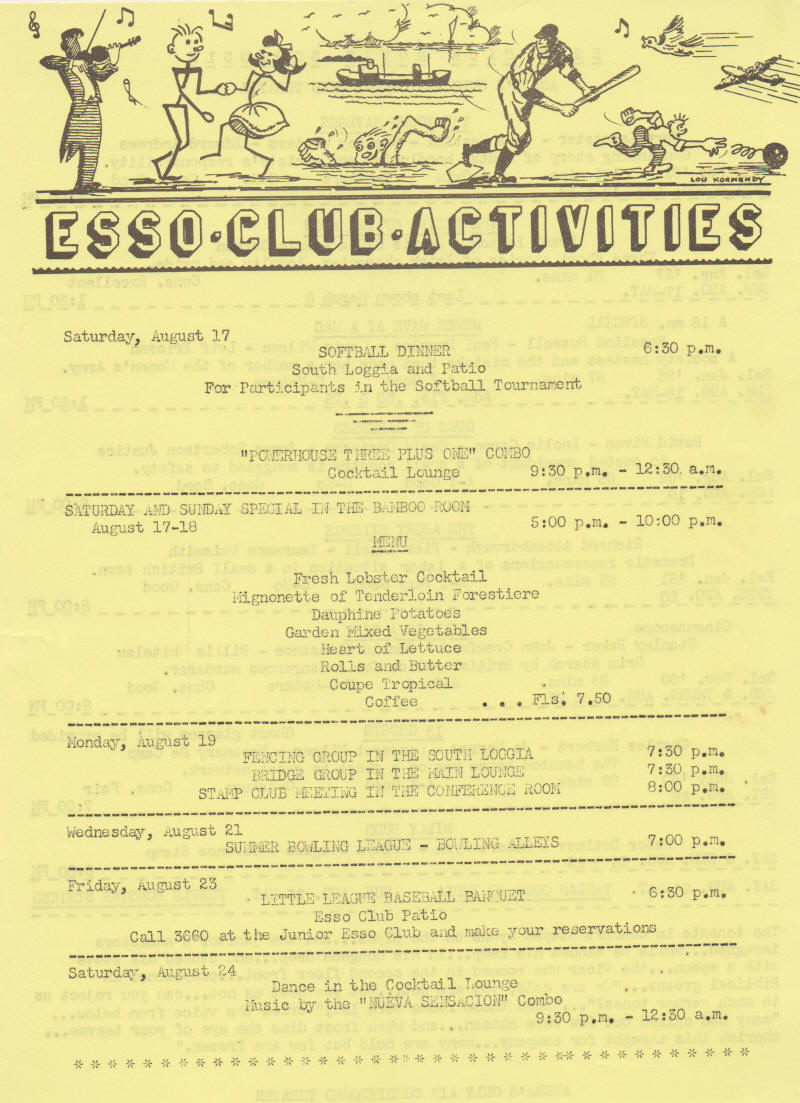 LOU KORMENDY
ESSO·CLUB·ACTIVITIES
Saturday, August 17
SOFTBALL DINNER 6:30 p.m.
South Loggia and Patio
For Participants in the Softball Tournament
"POWERHOUSE THREE PLUS ONE" COMBO
Cocktail Lounge 9:30 p.m. - 12:30 a.m.
SATURDAY AND SUNDAY SPECIAL IN THE BAMBOO ROOM
August 17-18 5:00 p.m. - 10:00 p.m.
MENU
Fresh Lobster Cocktail
Mignonette of Tenderloin Forestiere
Dauphine Potatoes
Garden Mixed Vegetables
Heart of Lettuce
Rolls and Butter
Coupe Tropical
Coffee . . . Fls. 7.50
Monday, August 19
FENCING GROUP IN THE SOUTH LOGGIA 7:30 p.m.
BRIDGE GROUP IN THE MAIN LOUNGE 7:30 p.m.
STAMP CLUB MEETING IN THE CONFERENCE ROOM 8:00 p.m.
Wednesday, August 21
SUMMER BOWLING LEAGUE - BOWLING ALLEYS 7:00 p.m.
Friday, August 23
LITTLE LEAGUE BASEBALL BANQUET 6:30 p.m.
Esso Club Patio
Call 3660 at the Junior Esso Club and make your reservations
Saturday, August 24
Dance in the Cocktail Lounge
Music by the "NUEVA SENSACION" Combo
9:30 p.m. - 12:30 a.m.